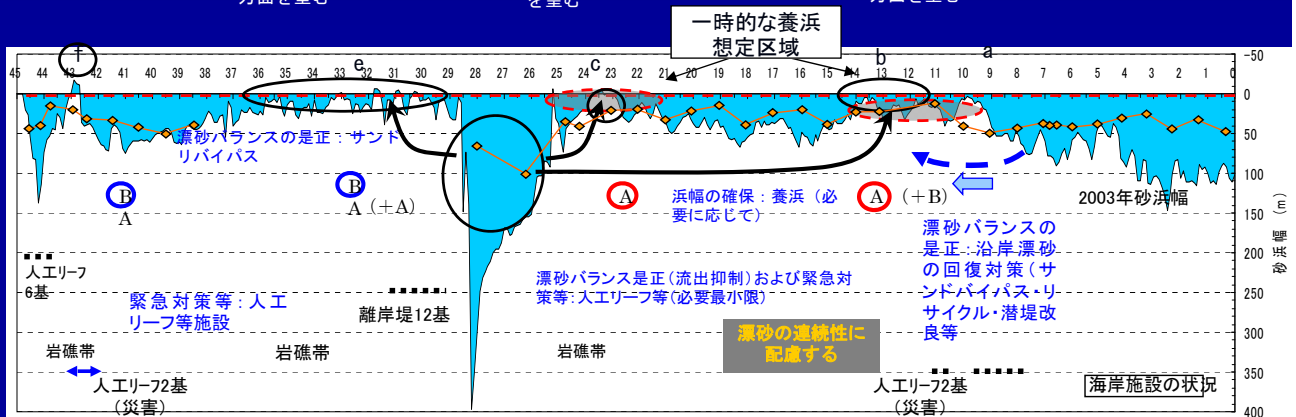 を重む
一時的な養浜
想定区域
f
e
c
b
a
-50
45 44 43 42 41 40 39 38 37 36 35 34 33 32 31 30 29 28 27 26 25 24 23 22 21 20 19 18 17 16 15 14 13 12 11 10 9 8 7 6 5 4 3 2 1 0
0
50
100
150
200
250
300
350
400
砂浜幅 (m)
漂砂バランスの是正:サンド
リバイパス
B
A
B
A (+A)
A
浜幅の確保:養浜(必
要に応じて)
A (+B)
2003年砂浜幅
漂砂バランスの
是正:沿岸漂砂
の回復対策(サ
ンドバイパス・リ
サイクル・潜堤改
良等
人工リーフ
6基
緊急対策等:人工
リーフ等施設
離岸堤12基
漂砂バランス是正(流出抑制)および緊急対
策等:人工リーフ等(必要最小限)
漂砂の連続性に
配慮する
岩礁帯
岩礁帯
岩礁帯
人工リーフ2基
(災害)
人工リーフ2基
(災害)
海岸施設の状況